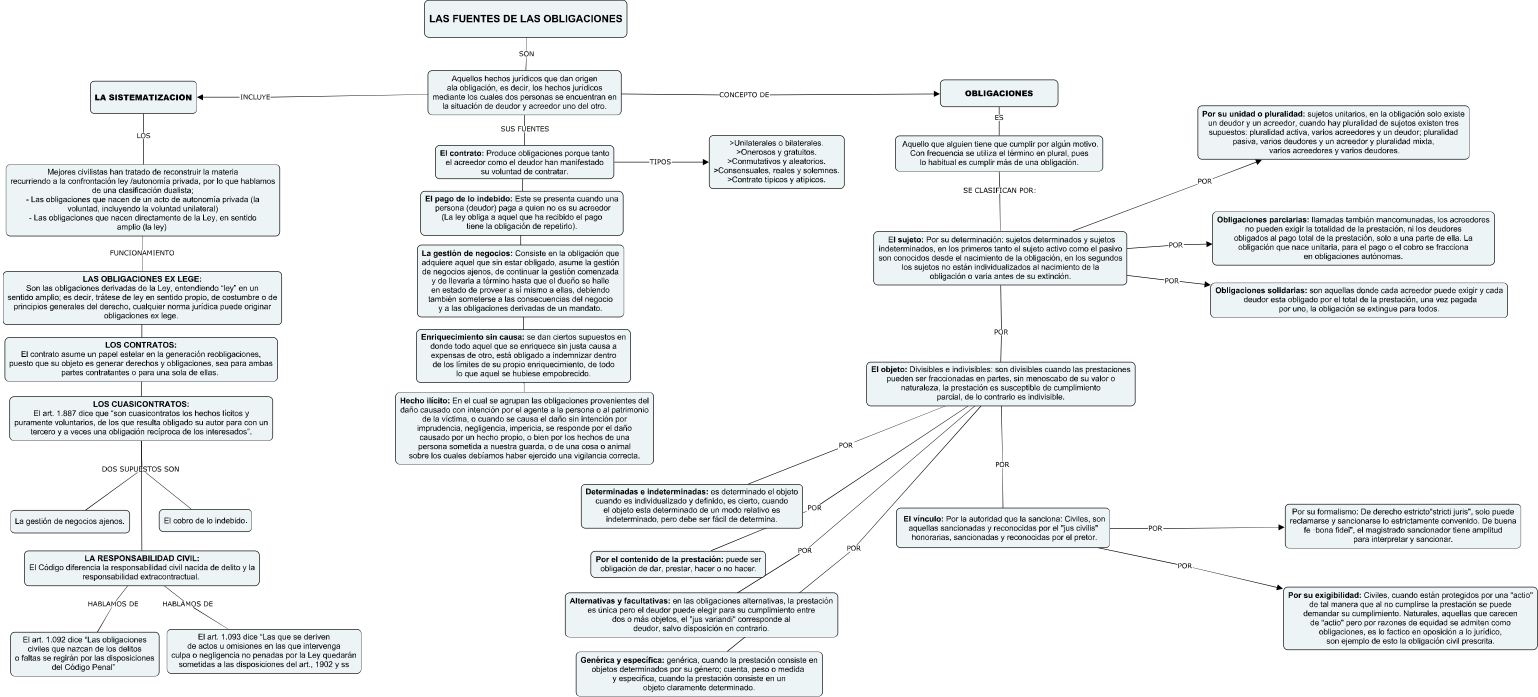 LAS FUENTES DE LAS OBLIGACIONES
SON
Aquellos hechos jurídicos que dan origen
ala obligación, es decir, los hechos jurídicos
mediante los cuales dos personas se encuentran en
la situación de deudor y acreedor uno del otro.
INCLUYE
LA SISTEMATIZACION
LOS
Mejores civilistas han tratado de reconstruir la materia
recurriendo a la confrontación ley /autonomía privada, por lo que hablamos
de una clasificación dualista;
- Las obligaciones que nacen de un acto de autonomía privada (la
voluntad, incluyendo la voluntad unilateral)
- Las obligaciones que nacen directamente de la Ley, en sentido
amplio (la ley)
FUNCIONAMIENTO
LAS OBLIGACIONES EX LEGE:
Son las obligaciones derivadas de la Ley, entendiendo "ley" en un
sentido amplio; es decir, trátese de ley en sentido propio, de costumbre o de
principios generales del derecho, cualquier norma jurídica puede originar
obligaciones ex lege.
LOS CONTRATOS:
El contrato asume un papel estelar en la generación reobligaciones,
puesto que su objeto es generar derechos y obligaciones, sea para ambas
partes contratantes o para una sola de ellas.
LOS CUASICONTRATOS:
El art. 1.887 dice que "son cuasicontratos los hechos lícitos y
puramente voluntarios, de los que resulta obligado su autor para con un
tercero y a veces una obligación recíproca de los interesados".
DOS SUPUESTOS SON
La gestión de negocios ajenos.
El cobro de lo indebido.
LA RESPONSABILIDAD CIVIL:
El Código diferencia la responsabilidad civil nacida de delito y la
responsabilidad extracontractual.
HABLAMOS DE
HABLAMOS DE
El art. 1.092 dice "Las obligaciones
civiles que nazcan de los delitos
o faltas se regirán por las disposiciones
del Código Penal"
El art. 1.093 dice "Las que se deriven
de actos u omisiones en las que intervenga
culpa o negligencia no penadas por la Ley quedarán
sometidas a las disposiciones del art., 1902 y ss
SUS FUENTES
El contrato: Produce obligaciones porque tanto
el acreedor como el deudor han manifestado
su voluntad de contratar.
TIPOS
>Unilaterales o bilaterales.
>Onerosos y gratuitos.
>Conmutativos y aleatorios.
>Consensuales, reales y solemnes.
>Contrato típicos y atípicos.
El pago de lo indebido: Este se presenta cuando una
persona (deudor) paga a quien no es su acreedor
(La ley obliga a aquel que ha recibido el pago
tiene la obligación de repetirlo).
La gestión de negocios: Consiste en la obligación que
adquiere aquel que sin estar obligado, asume la gestión
de negocios ajenos, de continuar la gestión comenzada
y de llevarla a término hasta que el dueño se halle
en estado de proveer a sí mismo a ellas, debiendo
también someterse a las consecuencias del negocio
y a las obligaciones derivadas de un mandato.
Enriquecimiento sin causa: se dan ciertos supuestos en
donde todo aquel que se enriquece sin justa causa a
expensas de otro, está obligado a indemnizar dentro
de los límites de su propio enriquecimiento, de todo
lo que aquel se hubiese empobrecido.
Hecho ilícito: En el cual se agrupan las obligaciones provenientes del
daño causado con intención por el agente a la persona o al patrimonio
de la víctima, o cuando se causa el daño sin intención por
imprudencia, negligencia, impericia, se responde por el daño
causado por un hecho propio, o bien por los hechos de una
persona sometida a nuestra guarda, o de una cosa o animal
sobre los cuales debíamos haber ejercido una vigilancia correcta.
CONCEPTO DE
OBLIGACIONES
ES
Aquello que alguien tiene que cumplir por algún motivo.
Con frecuencia se utiliza el término en plural, pues
lo habitual es cumplir más de una obligación.
SE CLASIFICAN POR:
El sujeto: Por su determinación: sujetos determinados y sujetos
indeterminados, en los primeros tanto el sujeto activo como el pasivo
son conocidos desde el nacimiento de la obligación, en los segundos
los sujetos no están individualizados al nacimiento de la
obligación o varia antes de su extinción.
POR
Por su unidad o pluralidad: sujetos unitarios, en la obligación solo existe
un deudor y un acreedor, cuando hay pluralidad de sujetos existen tres
supuestos: pluralidad activa, varios acreedores y un deudor; pluralidad
pasiva, varios deudores y un acreedor y pluralidad mixta,
varios acreedores y varios deudores.
POR
Obligaciones parciarias: llamadas también mancomunadas, los acreedores
no pueden exigir la totalidad de la prestación, ni los deudores
obligados al pago total de la prestación, solo a una parte de ella. La
obligación que nace unitaria, para el pago o el cobro se fracciona
en obligaciones autónomas.
POR
Obligaciones solidarias: son aquellas donde cada acreedor puede exigir y cada
deudor esta obligado por el total de la prestación, una vez pagada
por uno, la obligación se extingue para todos.
POR
El objeto: Divisibles e indivisibles: son divisibles cuando las prestaciones
pueden ser fraccionadas en partes, sin menoscabo de su valor o
naturaleza, la prestación es susceptible de cumplimiento
parcial, de lo contrario es indivisible.
POR
Determinadas e indeterminadas: es determinado el objeto
cuando es individualizado y definido, es cierto, cuando
el objeto esta determinado de un modo relativo es
indeterminado, pero debe ser fácil de determina.
POR
Por el contenido de la prestación: puede ser
obligación de dar, prestar, hacer o no hacer.
POR
Alternativas y facultativas: en las obligaciones alternativas, la prestación
es única pero el deudor puede elegir para su cumplimiento entre
dos o más objetos, el "jus variandi" corresponde al
deudor, salvo disposición en contrario.
POR
Genérica y específica: genérica, cuando la prestación consiste en
objetos determinados por su género; cuenta, peso o medida
y especifica, cuando la prestación consiste en un
objeto claramente determinado.
POR
El vínculo: Por la autoridad que la sanciona: Civiles, son
aquellas sancionadas y reconocidas por el "jus civilis"
honorarias, sancionadas y reconocidas por el pretor.
POR
Por su formalismo: De derecho estricto"stricti juris", solo puede
reclamarse y sancionarse lo estrictamente convenido. De buena
fe "bona fidei", el magistrado sancionador tiene amplitud
para interpretar y sancionar.
POR
Por su exigibilidad: Civiles, cuando están protegidos por una "actio"
de tal manera que al no cumplirse la prestación se puede
demandar su cumplimiento. Naturales, aquellas que carecen
de "actio" pero por razones de equidad se admiten como
obligaciones, es lo factico en oposición a lo jurídico,
son ejemplo de esto la obligación civil prescrita.